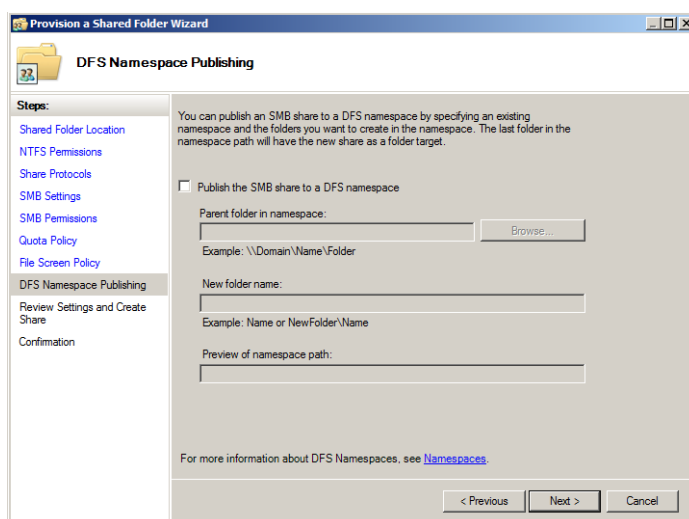 Provision a Shared Folder Wizard
DFS Namespace Publishing
Steps:
Shared Folder Location
NTFS Permissions
Share Protocols
SMB Settings
SMB Permissions
Quota Policy
File Screen Policy
DFS Namespace Publishing
Review Settings and Create
Share
Confirmation
You can publish an SMB share to a DFS namespace by specifying an existing
namespace and the folders you want to create in the namespace. The last folder in the
namespace path will have the new share as a folder target.
Publish the SMB share to a DFS namespace
Parent folder in namespace:
Browse...
Example: \\Domain\Name\Folder
New folder name:
Example: Name or NewFolder\Name
Preview of namespace path:
For more information about DFS Namespaces, see Namespaces.
< Previous
Next >
Cancel